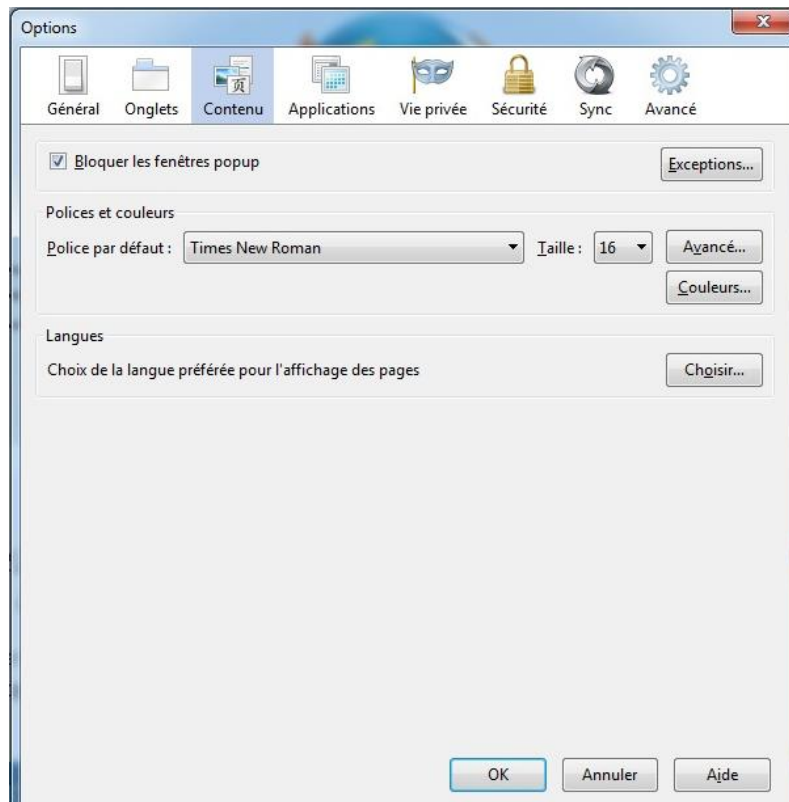 Options
Général Onglets Contenu Applications Vie privée Sécurité Sync Avancé
Bloquer les fenêtres popup Exceptions...
Polices et couleurs
Police par défaut : Times New Roman Taille : 16 Avancé...
Couleurs...
Langues
Choix de la langue préférée pour l'affichage des pages Choisir...
OK Annuler Aide